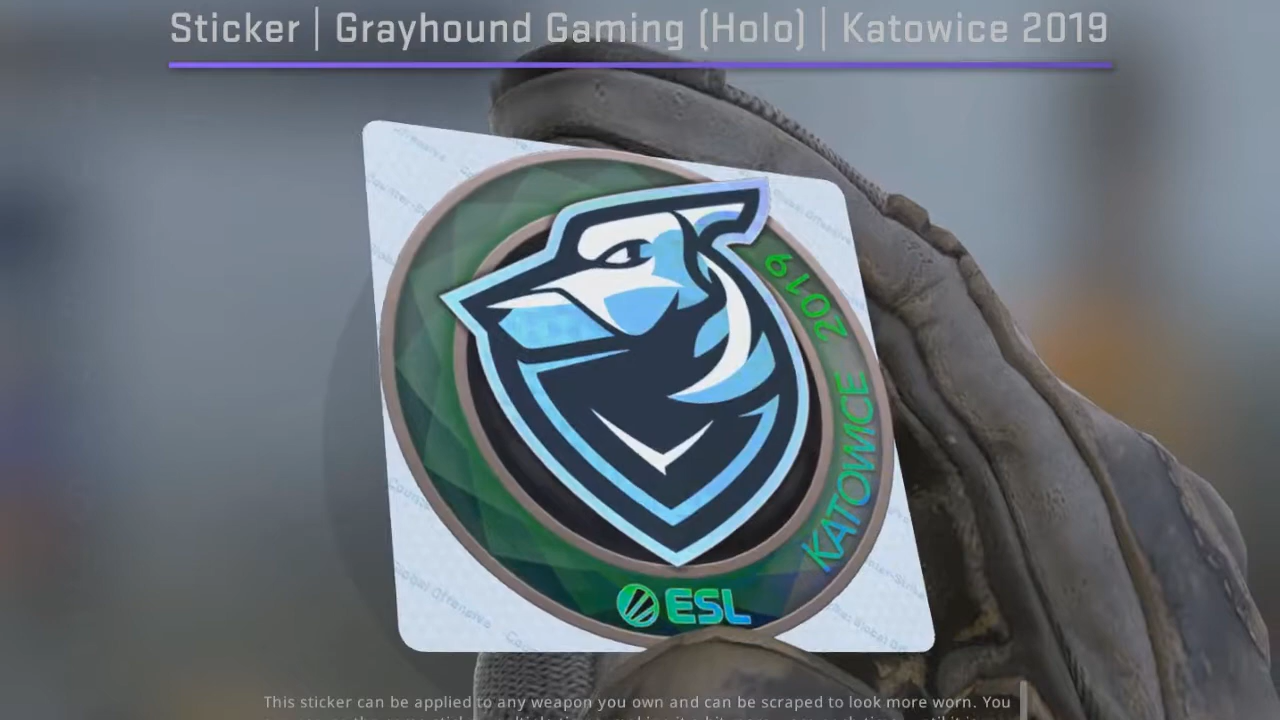 Sticker | Grayhound Gaming (Holo) | Katowice 2019
KATOWICE 2019
ESL
This sticker can be applied to any weapon you own and can be scraped to look more worn. You